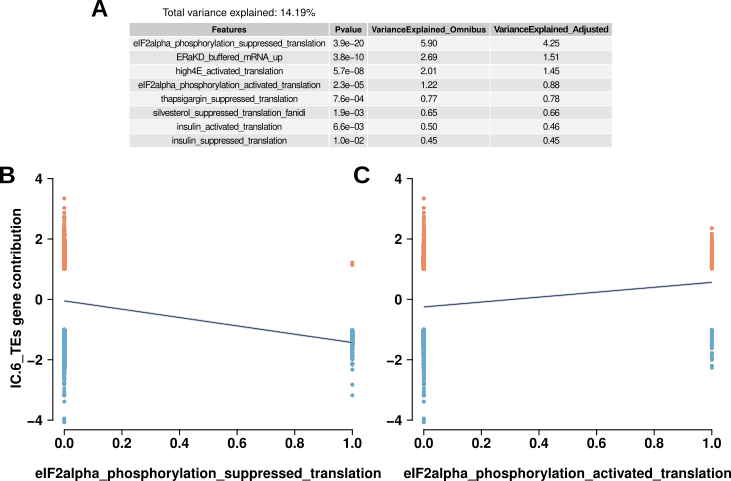 A
Total variance explained: 14.19%
Features Pvalue VarianceExplained_Omnibus VarianceExplained_Adjusted
eIF2alpha_phosphorylation_suppressed_translation 3.9e−20 5.90 4.25
ERaKD_buffered_mRNA_up 3.8e−10 2.69 1.51
high4E_activated_translation 5.7e−08 2.01 1.45
eIF2alpha_phosphorylation_activated_translation 2.3e−05 1.22 0.88
thapsigargin_suppressed_translation 7.6e−04 0.77 0.78
silvesterol_suppressed_translation_fanidi 1.9e−03 0.65 0.66
insulin_activated_translation 6.6e−03 0.50 0.46
insulin_suppressed_translation 1.0e−02 0.45 0.45
B
IC.6_TEs gene contribution
4
2
0
−2
−4
0.0 0.2 0.4 0.6 0.8 1.0
eIF2alpha_phosphorylation_suppressed_translation
C
4
2
0
−2
−4
0.0 0.2 0.4 0.6 0.8 1.0
eIF2alpha_phosphorylation_activated_translation